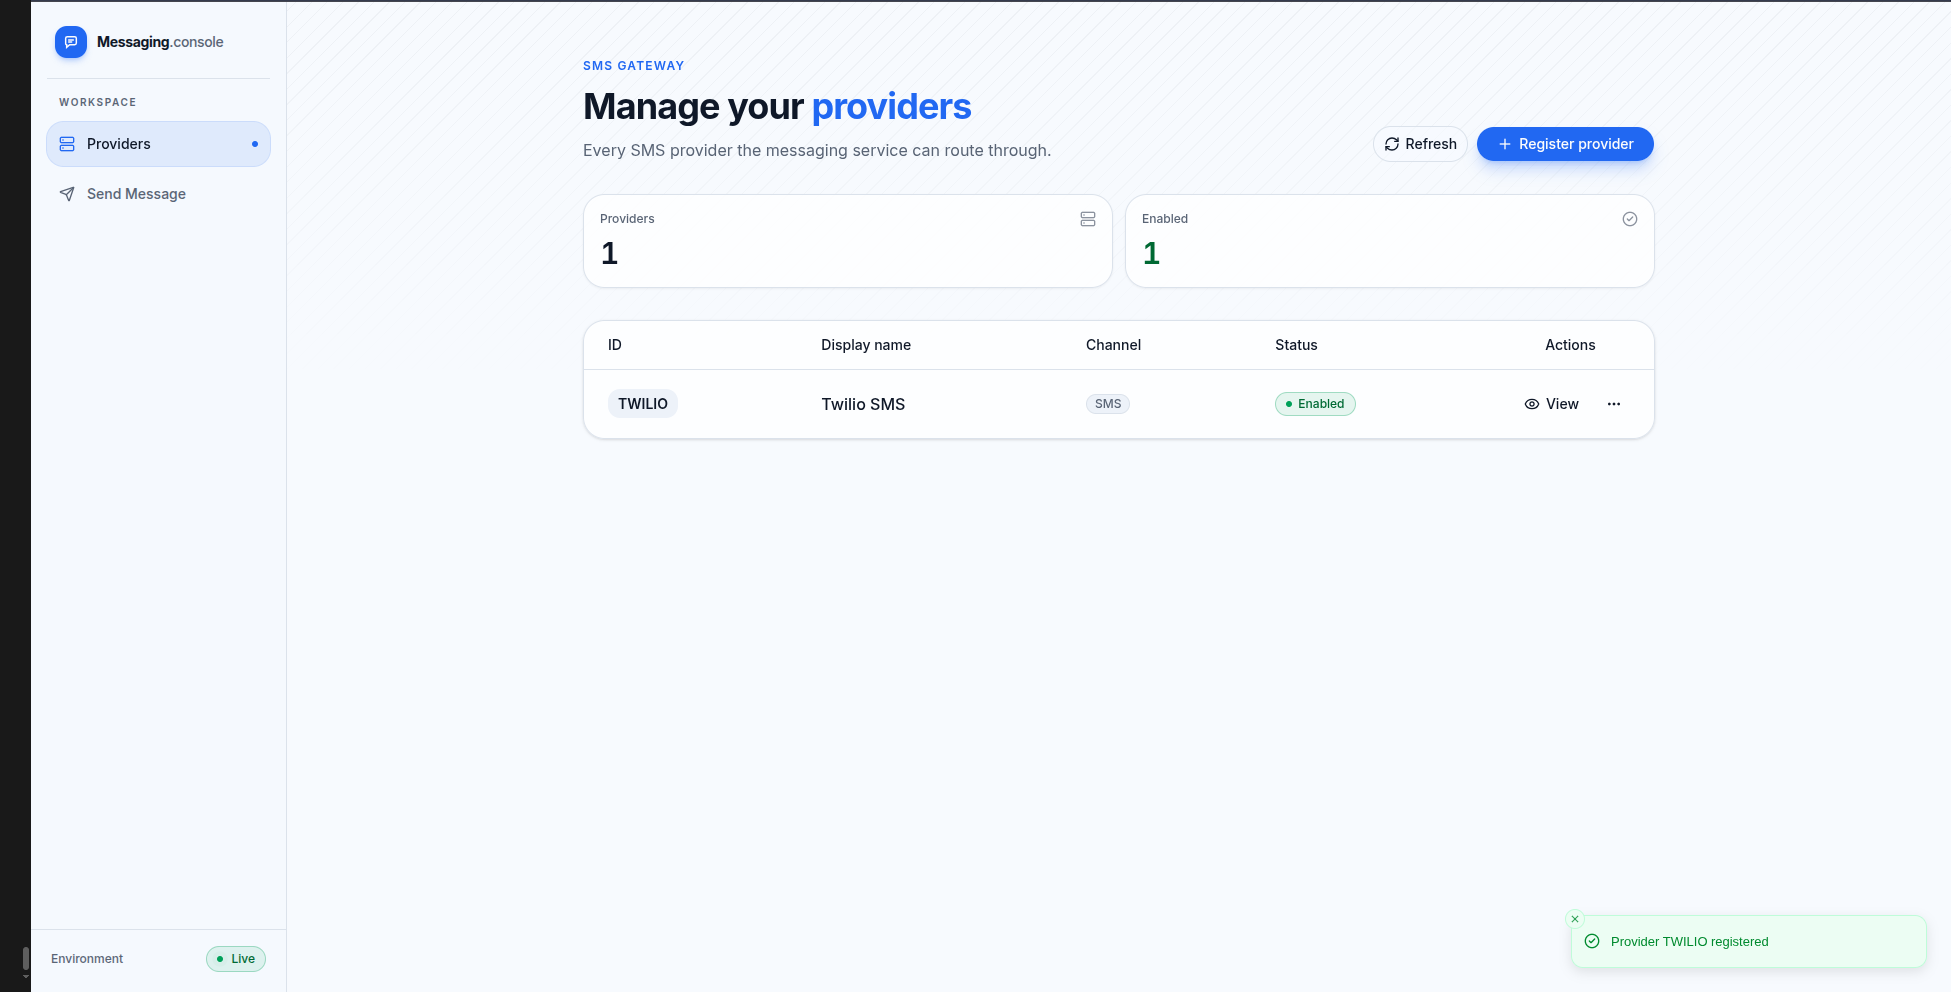 Messaging.console
WORKSPACE
Providers
Send Message
SMS GATEWAY
Manage your providers
Every SMS provider the messaging service can route through.
Refresh
Register provider
Providers
1
Enabled
1
ID Display name Channel Status Actions
TWILIO Twilio SMS SMS Enabled View
Environment Live
Provider TWILIO registered